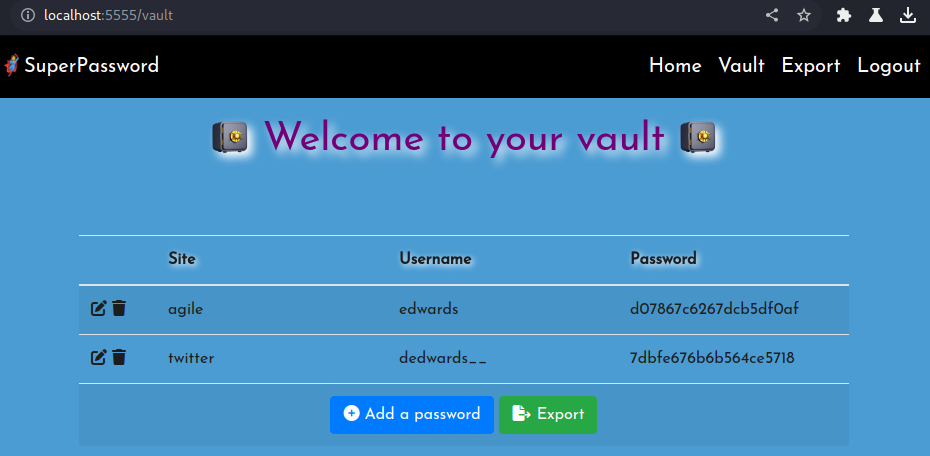 localhost:5555/vault
SuperPassword Home Vault Export Logout
Welcome to your vault
Site Username Password
agile edwards d07867c6267dcb5df0af
twitter dedwards__ 7dbfe676b6b564ce5718
Add a password Export